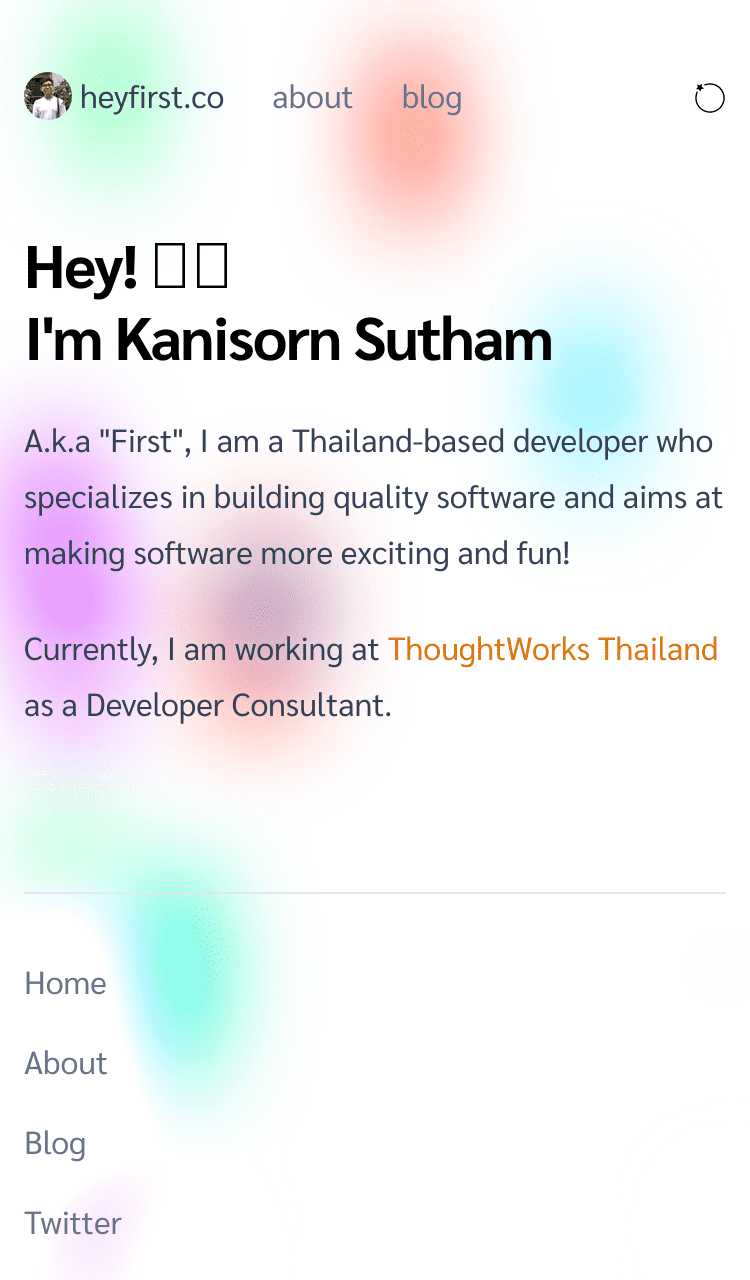 heyfirst.co about blog
Hey!
I'm Kanisorn Sutham
A.k.a "First", I am a Thailand-based developer who
specializes in building quality software and aims at
making software more exciting and fun!
Currently, I am working at ThoughtWorks Thailand
as a Developer Consultant.
Home
About
Blog
Twitter